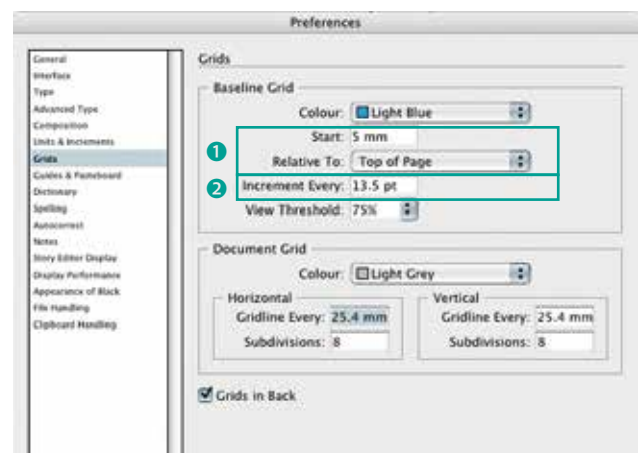 Preferences
General
Interface
Type
Advanced Type
Composition
Units & Increments
Grids
Guides & Pasteboard
Dictionary
Spelling
Autocorrect
Notes
Story Editor Display
Display Performance
Appearance of Black
File Handling
Clipboard Handling
Grids
Baseline Grid
Colour: Light Blue
1 Start: 5 mm
Relative To: Top of Page
2 Increment Every: 13.5 pt
View Threshold: 75%
Document Grid
Colour: Light Grey
Horizontal
Gridline Every: 25.4 mm
Subdivisions: 8
Vertical
Gridline Every: 25.4 mm
Subdivisions: 8
Grids in Back